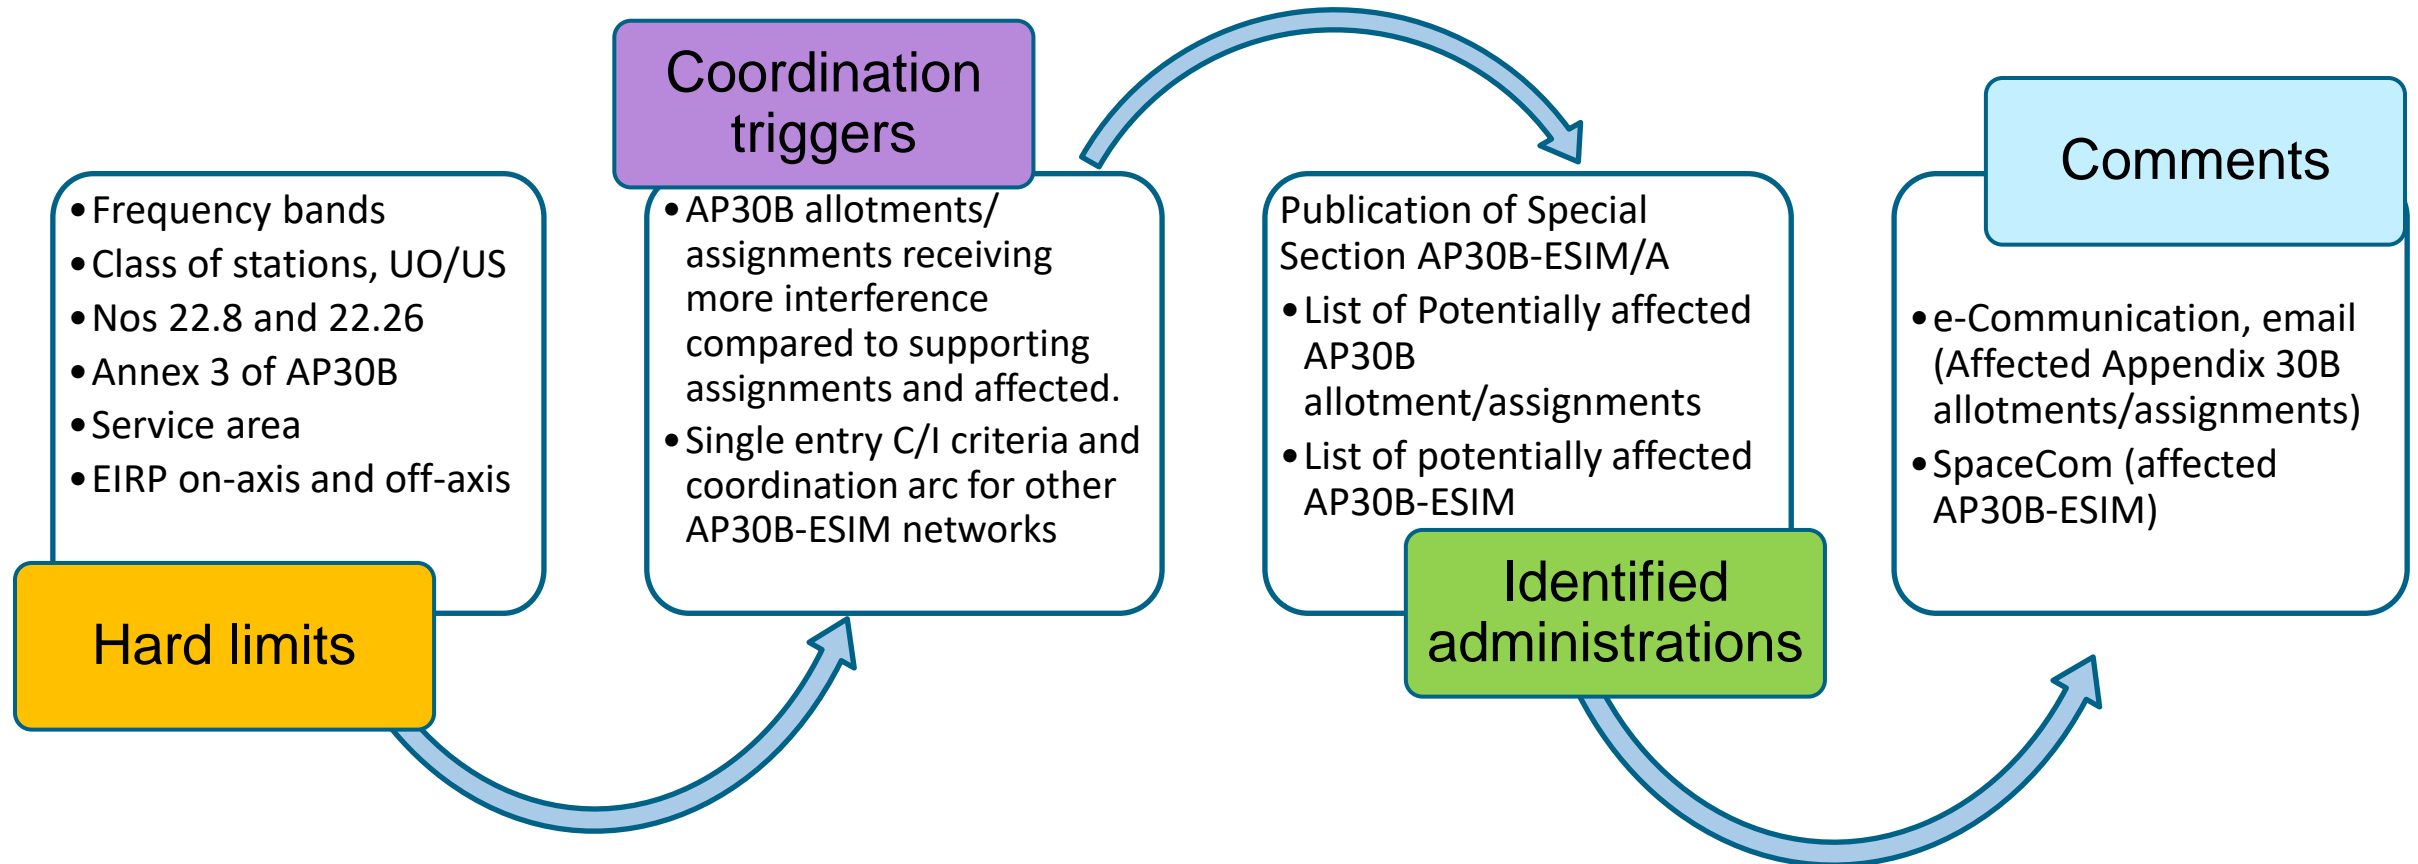 •Frequency bands
•Class of stations, UO/US
•Nos 22.8 and 22.26
•Annex 3 of AP30B
•Service area
•EIRP on-axis and off-axis
Hard limits
Coordination
triggers
•AP30B allotments/
assignments receiving
more interference
compared to supporting
assignments and affected.
•Single entry C/I criteria and
coordination arc for other
AP30B-ESIM networks
Publication of Special
Section AP30B-ESIM/A
•List of Potentially affected
AP30B
allotment/assignments
•List of potentially affected
AP30B-ESIM
Identified
administrations
Comments
•e-Communication, email
(Affected Appendix 30B
allotments/assignments)
•SpaceCom (affected
AP30B-ESIM)